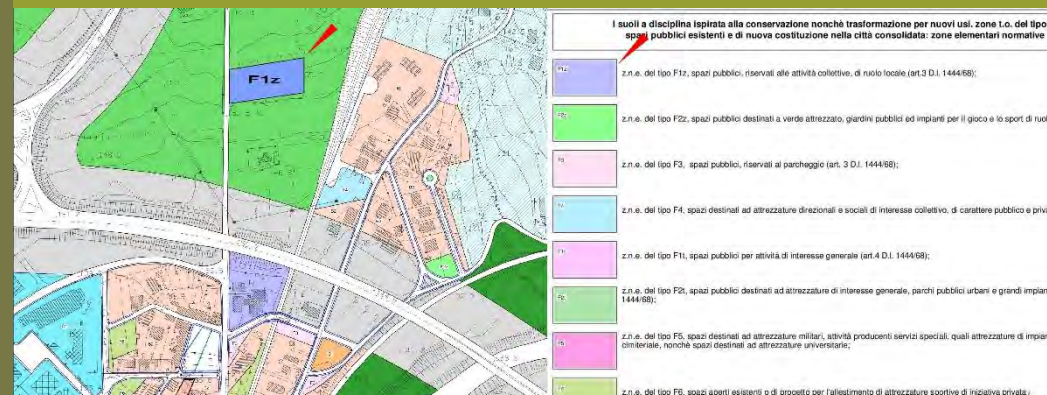 F1z
I suoli a disciplina ispirata alla conservazione nonchè trasformazione per nuovi usi. zone t.o. del tipo
spazi pubblici esistenti e di nuova costituzione nella città consolidata: zone elementari normative
F1z
z.n.e. del tipo F1z, spazi pubblici, riservati alle attività collettive, di ruolo locale (art.3 D.I. 1444/68);
z.n.e. del tipo F2z, spazi pubblici destinati a verde attrezzato, giardini pubblici ed impianti per il gioco e lo sport di ruol
F3
z.n.e. del tipo F3, spazi pubblici, riservati al parcheggio (art. 3 D.I. 1444/68);
z.n.e. del tipo F4, spazi destinati ad attrezzature direzionali e sociali di interesse collettivo, di carattere pubblico e priva
F1t
z.n.e. del tipo F1t, spazi pubblici per attività di interesse generale (art.4 D.I. 1444/68);
z.n.e. del tipo F2t, spazi pubblici destinati ad attrezzature di interesse generale, parchi pubblici urbani e grandi impian
1444/68);
F5
z.n.e. del tipo F5, spazi destinati ad attrezzature militari, attività producenti servizi speciali, quali attrezzature di impian
cimiteriale, nonchè spazi destinati ad attrezzature universitarie;
z.n.e. del tipo F6, spazi aperti esistenti o di progetto per l'allestimento di attrezzature sportive di iniziativa privata;